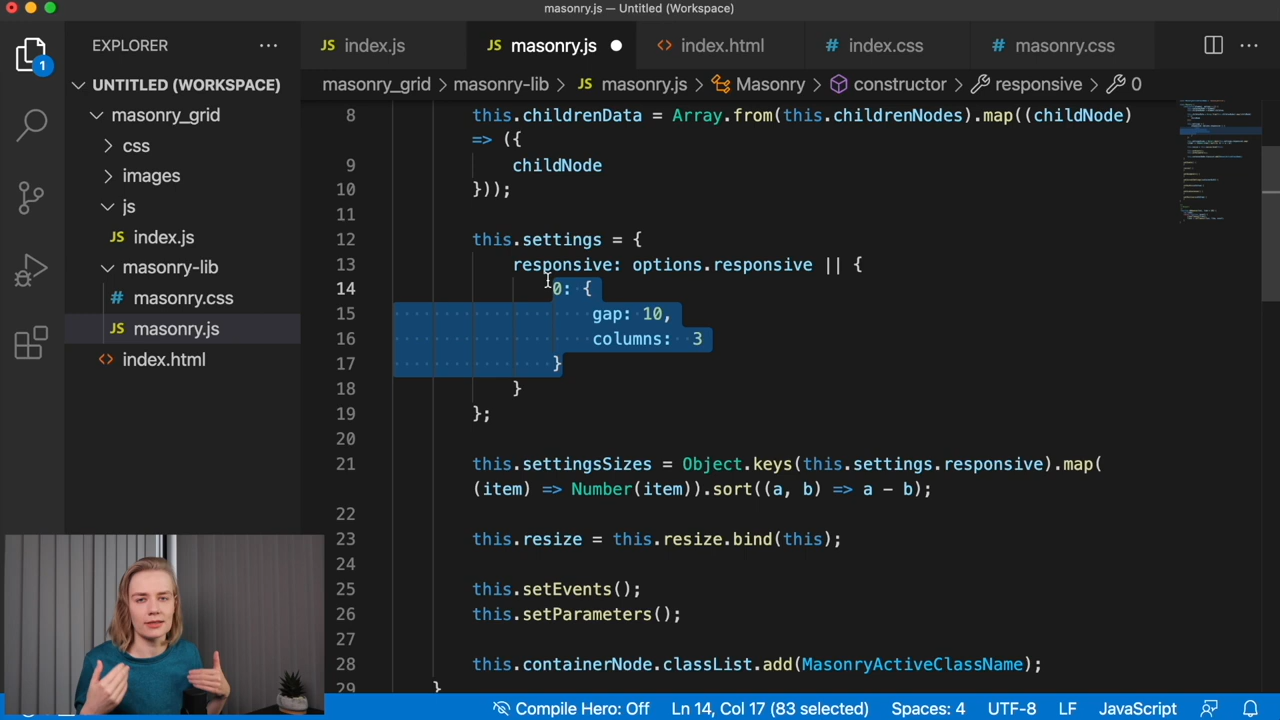 masonry.js — Untitled (Workspace)
EXPLORER
JS index.js
JS masonry.js
<> index.html
# index.css
# masonry.css
1
UNTITLED (WORKSPACE)
masonry_grid
css
images
js
JS index.js
masonry-lib
# masonry.css
JS masonry.js
<> index.html
masonry_grid > masonry-lib > JS masonry.js > Masonry > constructor > responsive > 0
8 this.childrenData = Array.from(this.childrenNodes).map((childNode)
=> ({
9 childNode
10 }));
11
12 this.settings = {
13 responsive: options.responsive || {
14 0: {
15 gap: 10,
16 columns: 3
17 }
18 }
19 };
20
21 this.settingsSizes = Object.keys(this.settings.responsive).map(
(item) => Number(item)).sort((a, b) => a - b);
22
23 this.resize = this.resize.bind(this);
24
25 this.setEvents();
26 this.setParameters();
27
28 this.containerNode.classList.add(MasonryActiveClassName);
29 }
Compile Hero: Off Ln 14, Col 17 (83 selected) Spaces: 4 UTF-8 LF JavaScript